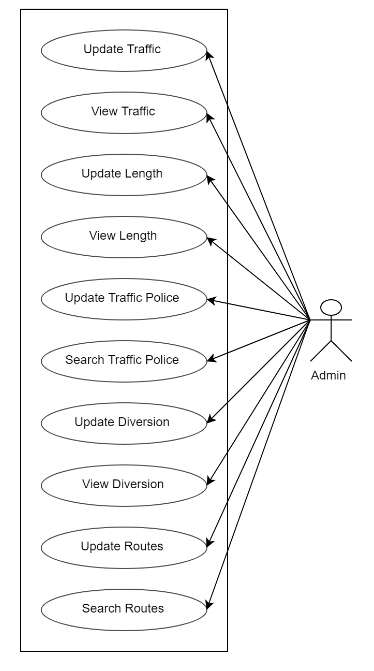 Update Traffic
View Traffic
Update Length
View Length
Update Traffic Police
Search Traffic Police
Admin
Update Diversion
View Diversion
Update Routes
Search Routes